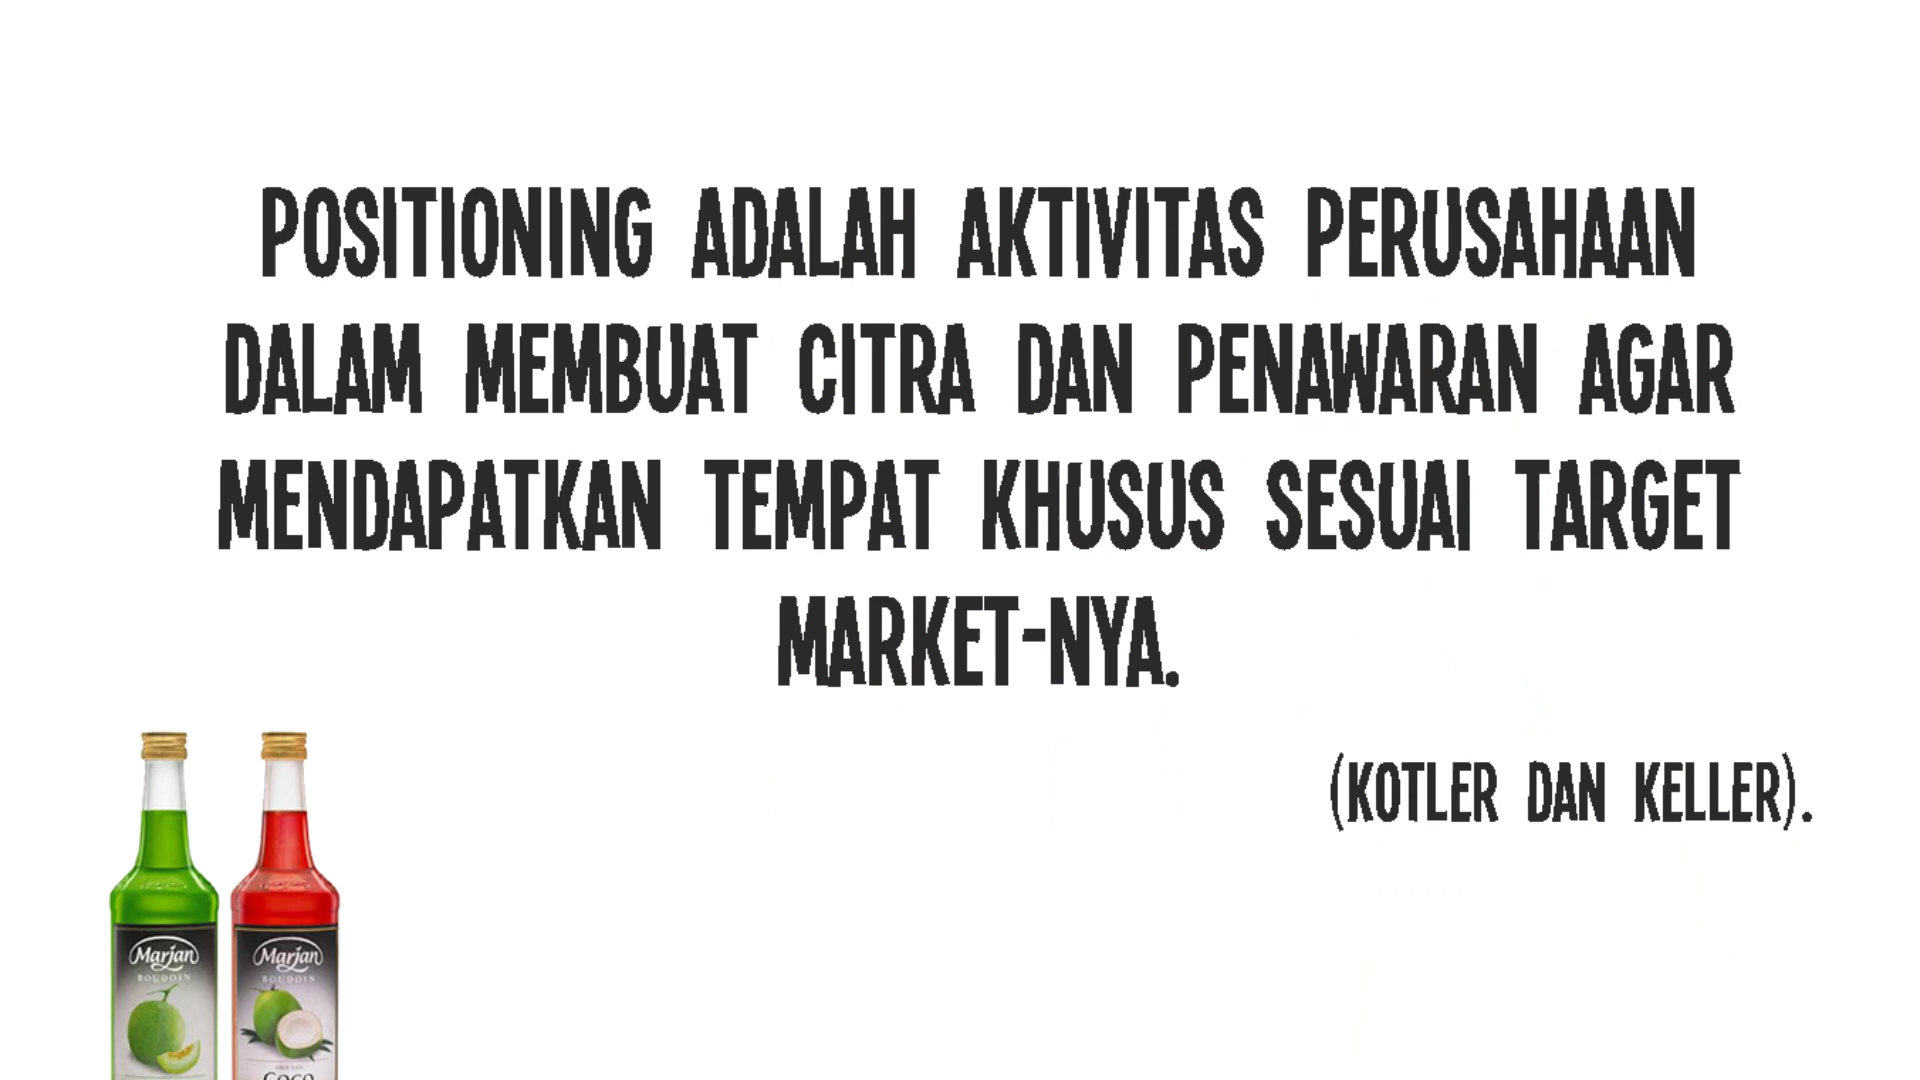 POSITIONING ADALAH AKTIVITAS PERUSAHAAN
DALAM MEMBUAT CITRA DAN PENAWARAN AGAR
MENDAPATKAN TEMPAT KHUSUS SESUAI TARGET
MARKET-NYA.
(KOTLER DAN KELLER).
Marjan
BOUDOIN
Marjan
BOUDOIN
Coco